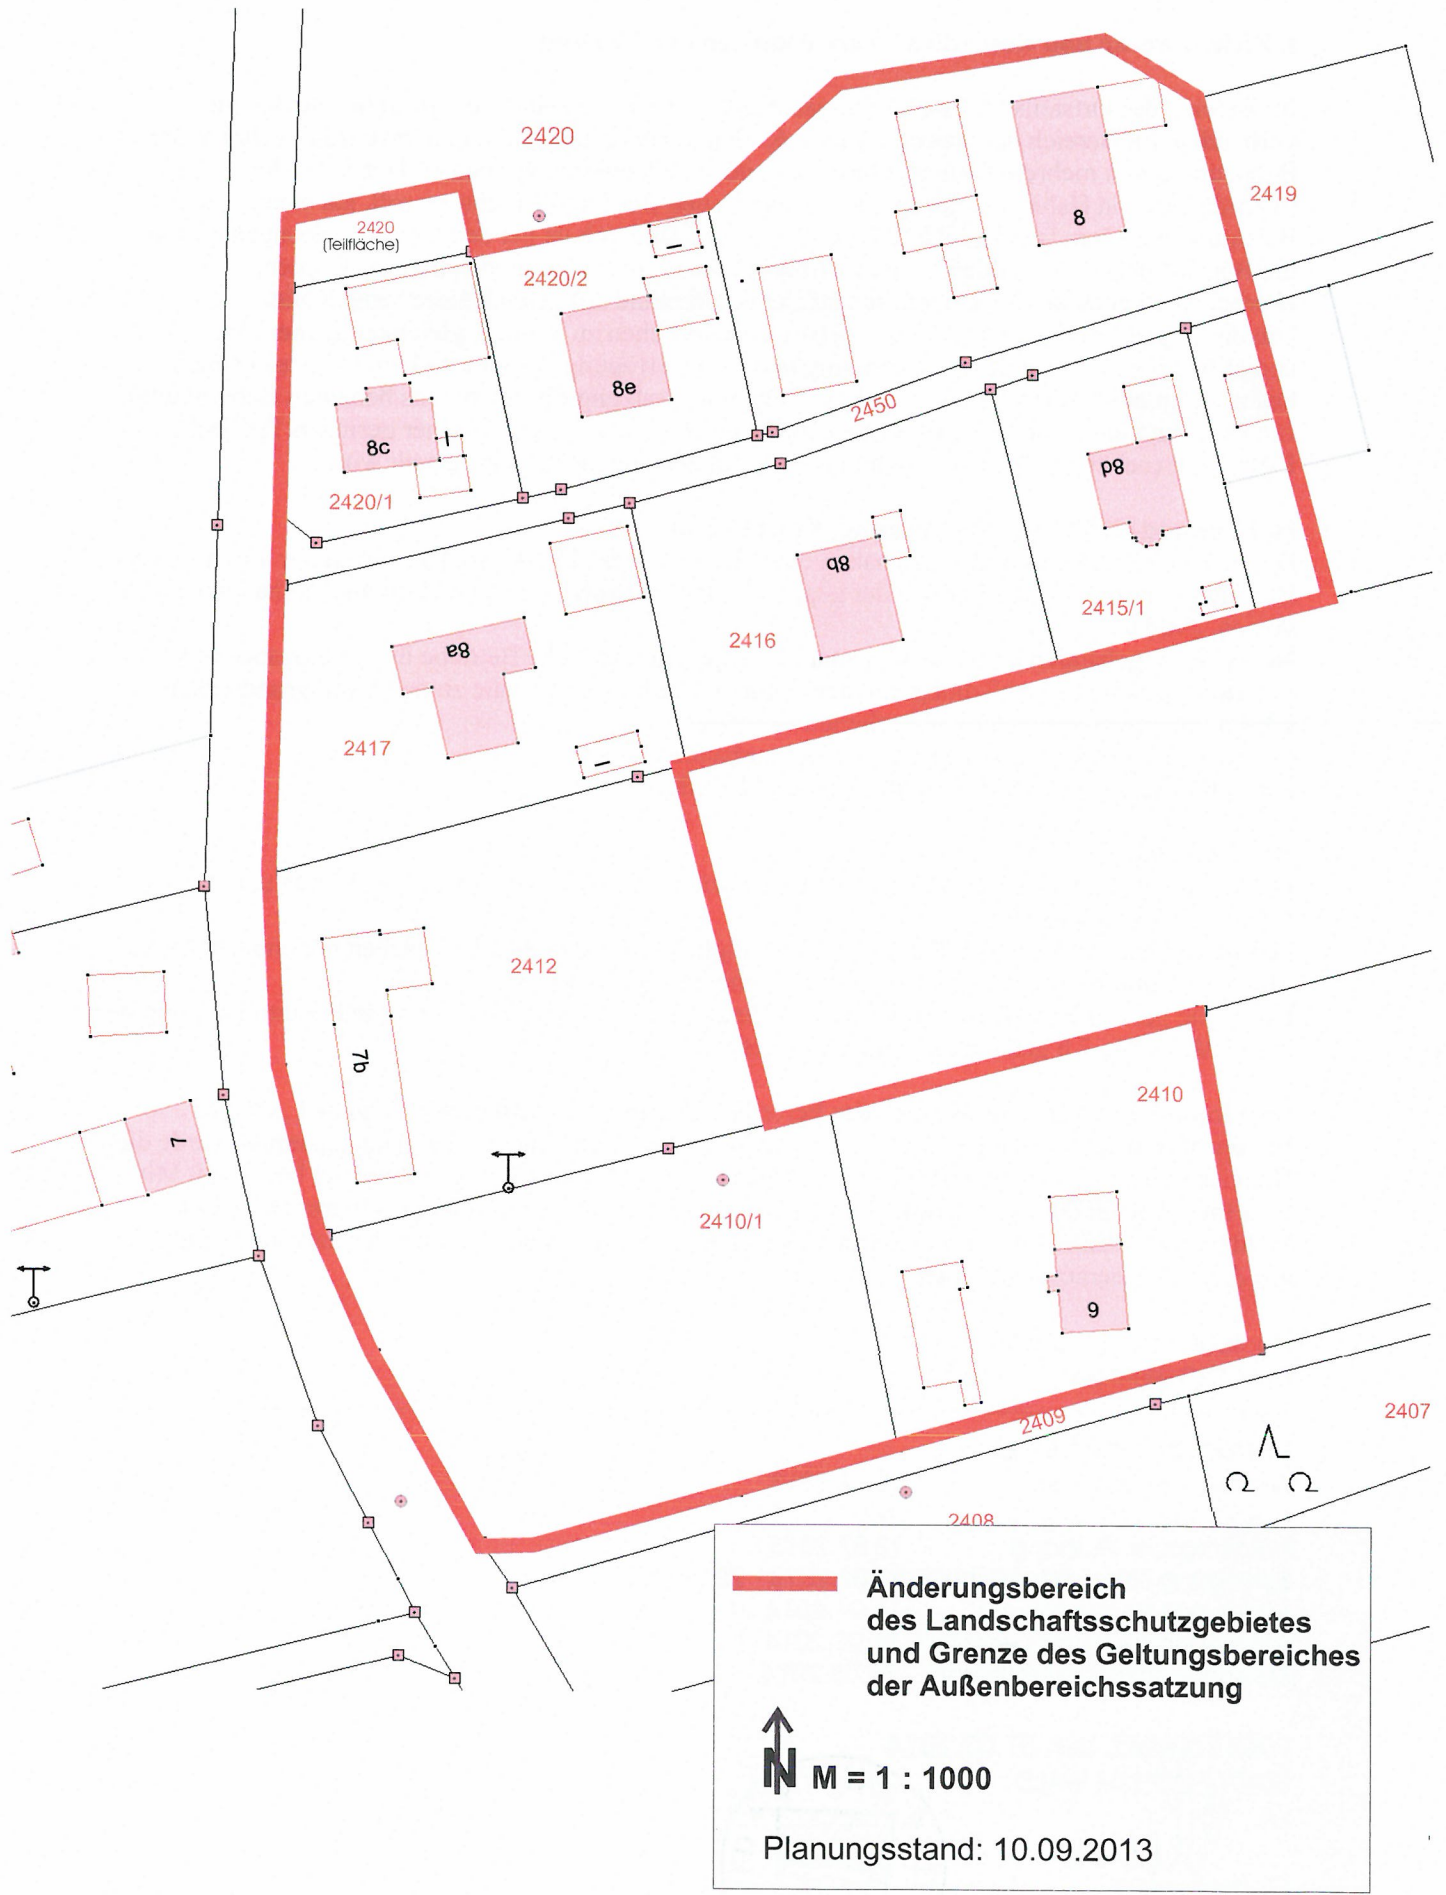 2420
2419
8
2420
(Teilfläche)
2420/2
8e
8c
2450
2420/1
8d
8b
2415/1
2416
8a
2417
2412
7b
2410
7
2410/1
9
2409
2407
2408
Änderungsbereich
des Landschaftsschutzgebietes
und Grenze des Geltungsbereiches
der Außenbereichssatzung
N M = 1 : 1000
Planungsstand: 10.09.2013